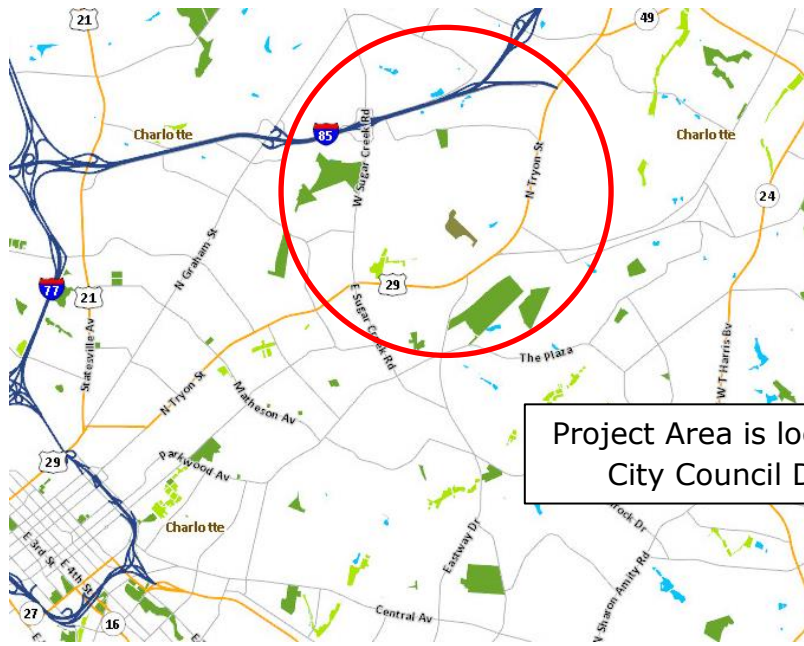 21
49
85
Charlotte
Charlotte
W Sugar Creek Rd
N Tryon St
24
N Graham St
77
21
29
E Sugar Creek Rd
Statesville Av
The Plaza
W T Harris Bv
N Tryon St
Matheson Av
Project Area is
City Council
29
Parkwood Av
Charlotte
Eastway Dr
E 3rd St
E 4th St
N Sharon Amity Rd
27
16
Central Av